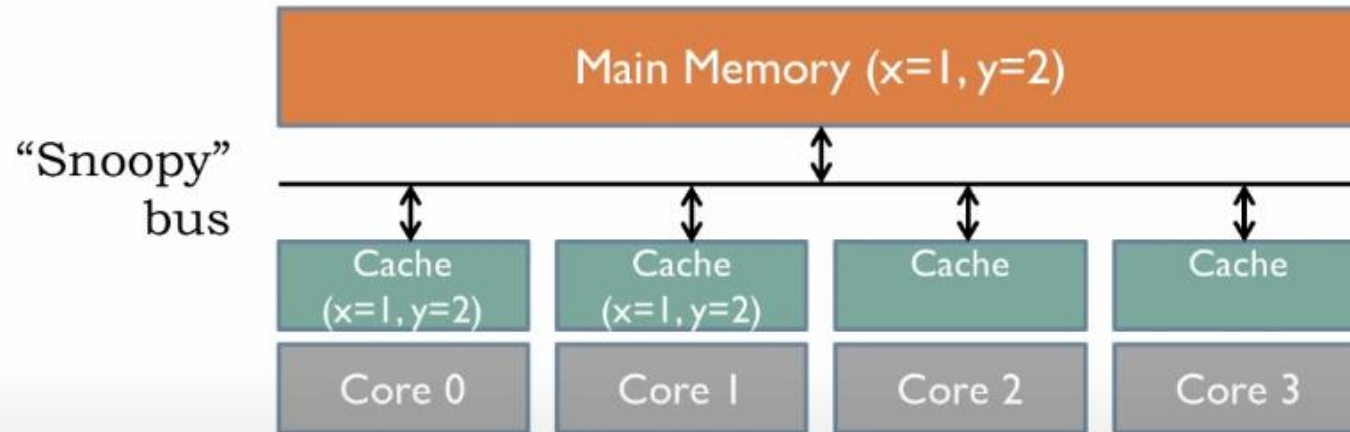 Main Memory (x=1, y=2)
“Snoopy”
bus
Cache
(x=1, y=2)
Cache
(x=1, y=2)
Cache
Cache
Core 0
Core 1
Core 2
Core 3